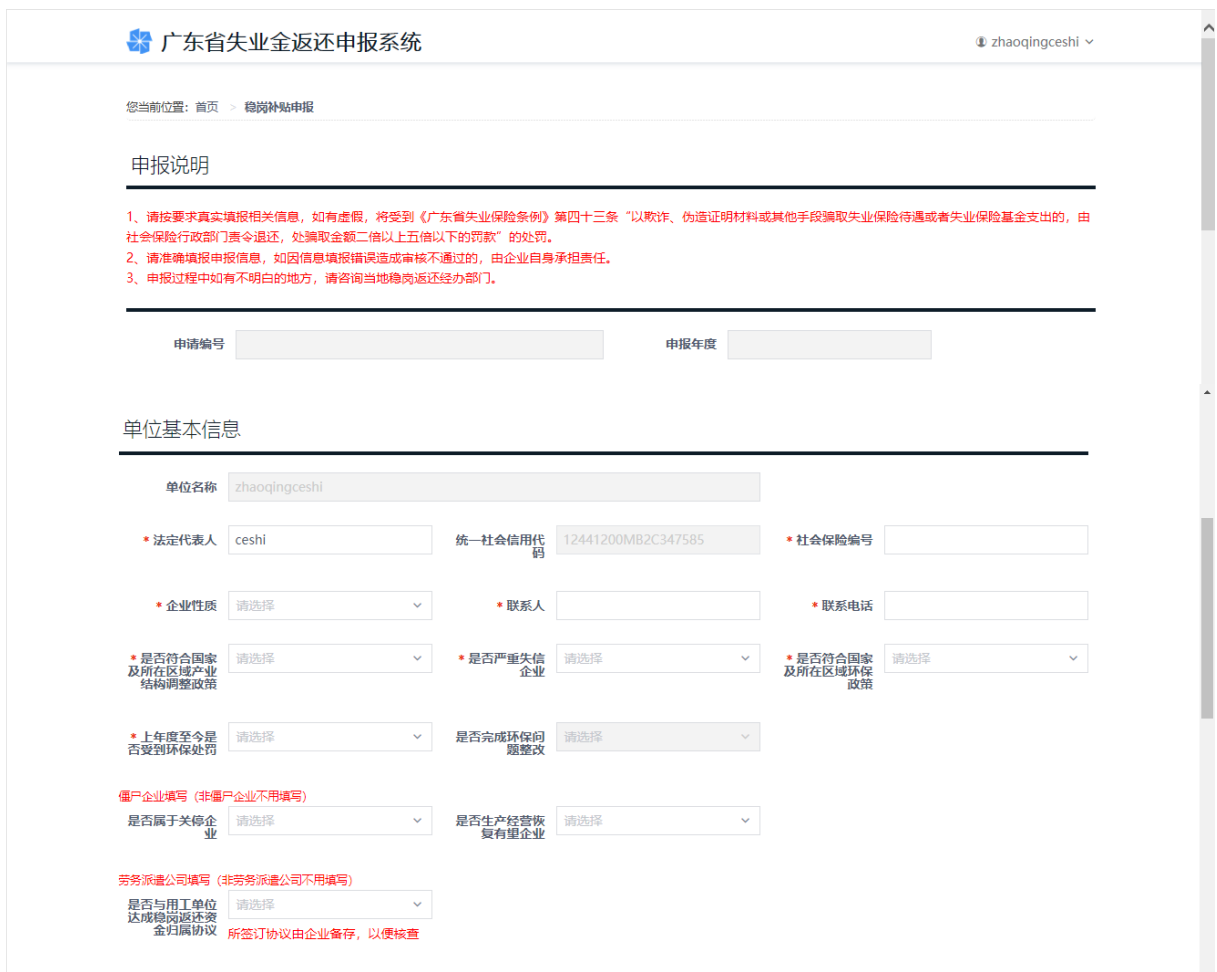 广东省失业金返还申报系统
zhaoqingceshi
您当前位置：首页 > 稳岗补贴申报
申报说明
1、请按要求真实填报相关信息，如有虚假，将受到《广东省失业保险条例》第四十三条“以欺诈、伪造证明材料或其他手段骗取失业保险待遇或者失业保险基金支出的，由
社会保险行政部门责令退还，处骗取金额二倍以上五倍以下的罚款”的处罚。
2、请准确填报申报信息，如因信息填报错误造成审核不通过的，由企业自身承担责任。
3、申报过程中如有不明白的地方，请咨询当地稳岗返还经办部门。
申请编号 申报年度
单位基本信息
单位名称 zhaoqingceshi
* 法定代表人 ceshi 统一社会信用代 12441200MB2C347585 * 社会保险编号
码
* 企业性质 请选择 * 联系人 * 联系电话
* 是否符合国家 请选择 * 是否严重失信 请选择 * 是否符合国家 请选择
及所在区域产业 企业 及所在区域环保
结构调整政策 政策
* 上年度至今是 请选择 是否完成环保问 请选择
否受到环保处罚 题整改
僵尸企业填写（非僵尸企业不用填写）
是否属于关停企 请选择 是否生产经营恢 请选择
业 复有望企业
劳务派遣公司填写（非劳务派遣公司不用填写）
是否与用工单位 请选择
达成稳岗返还资
金归属协议 所签订协议由企业备存，以便核查